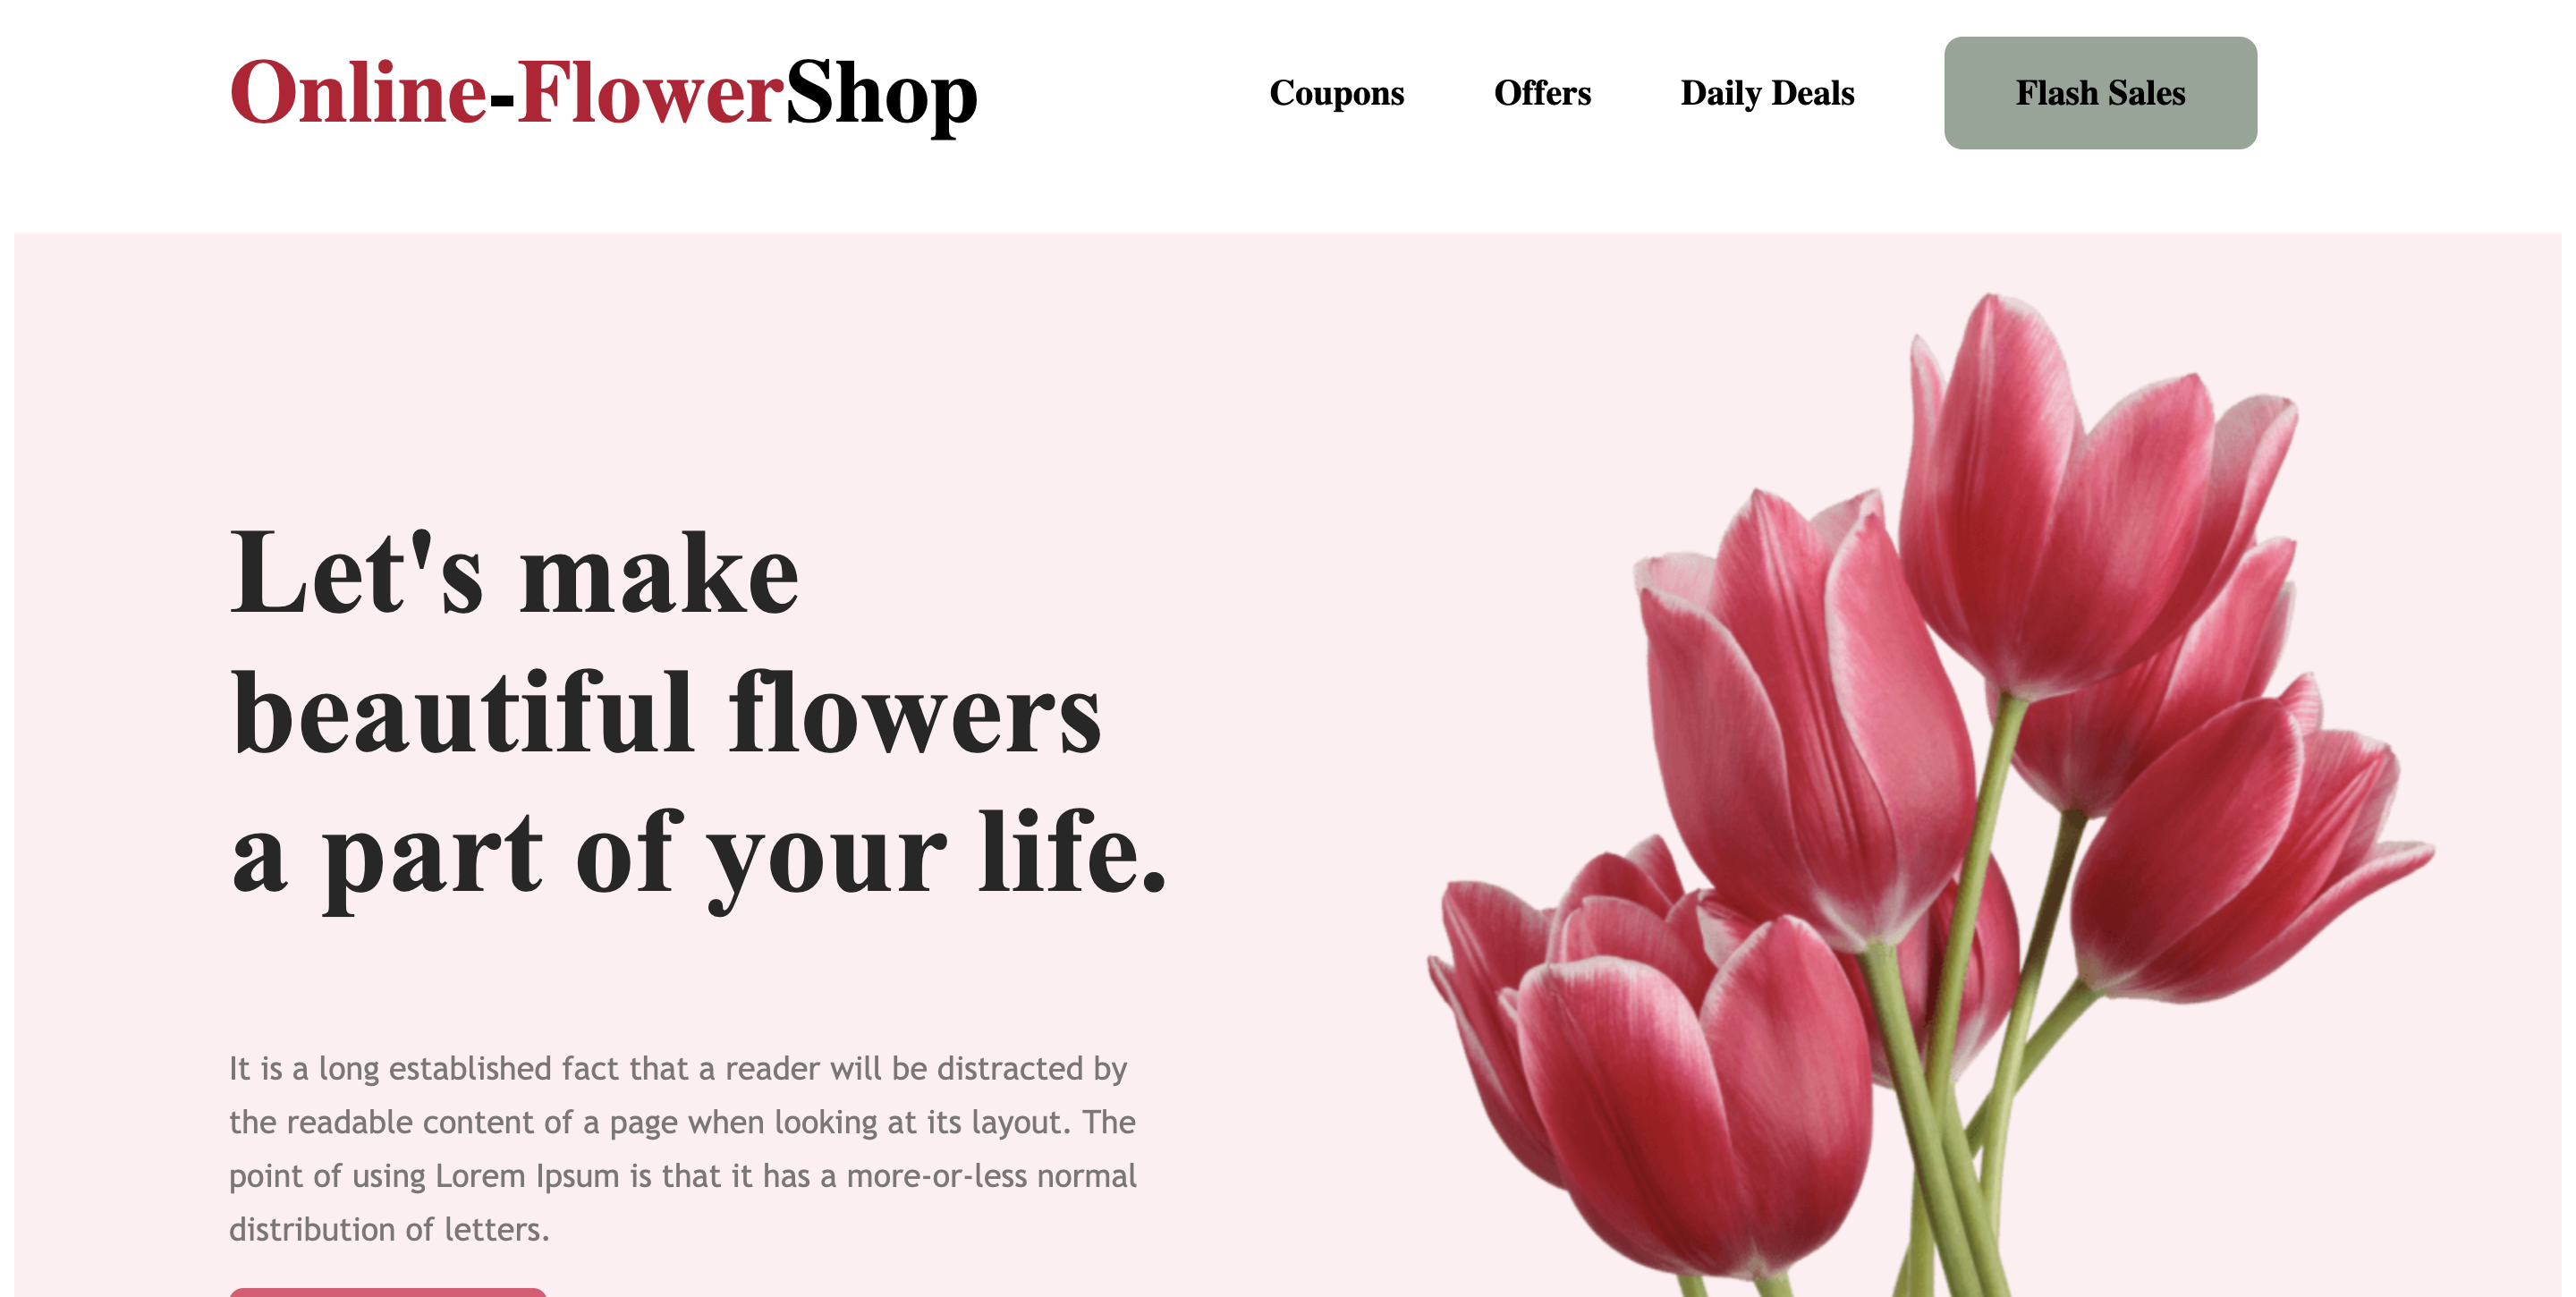 Online-FlowerShop
Coupons Offers Daily Deals Flash Sales
Let's make
beautiful flowers
a part of your life.
It is a long established fact that a reader will be distracted by
the readable content of a page when looking at its layout. The
point of using Lorem Ipsum is that it has a more-or-less normal
distribution of letters.